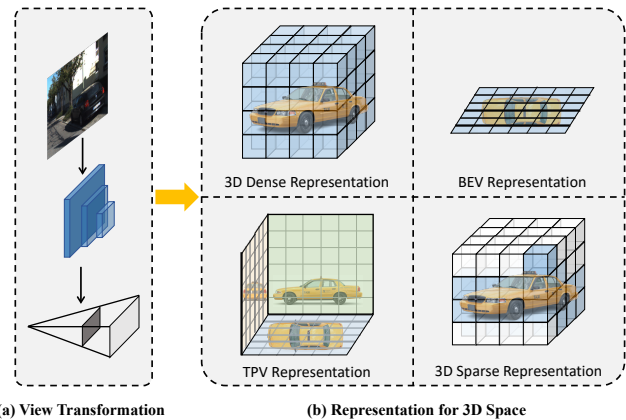 3D Dense Representation
BEV Representation
TPV Representation
3D Sparse Representation
(a) View Transformation
(b) Representation for 3D Space